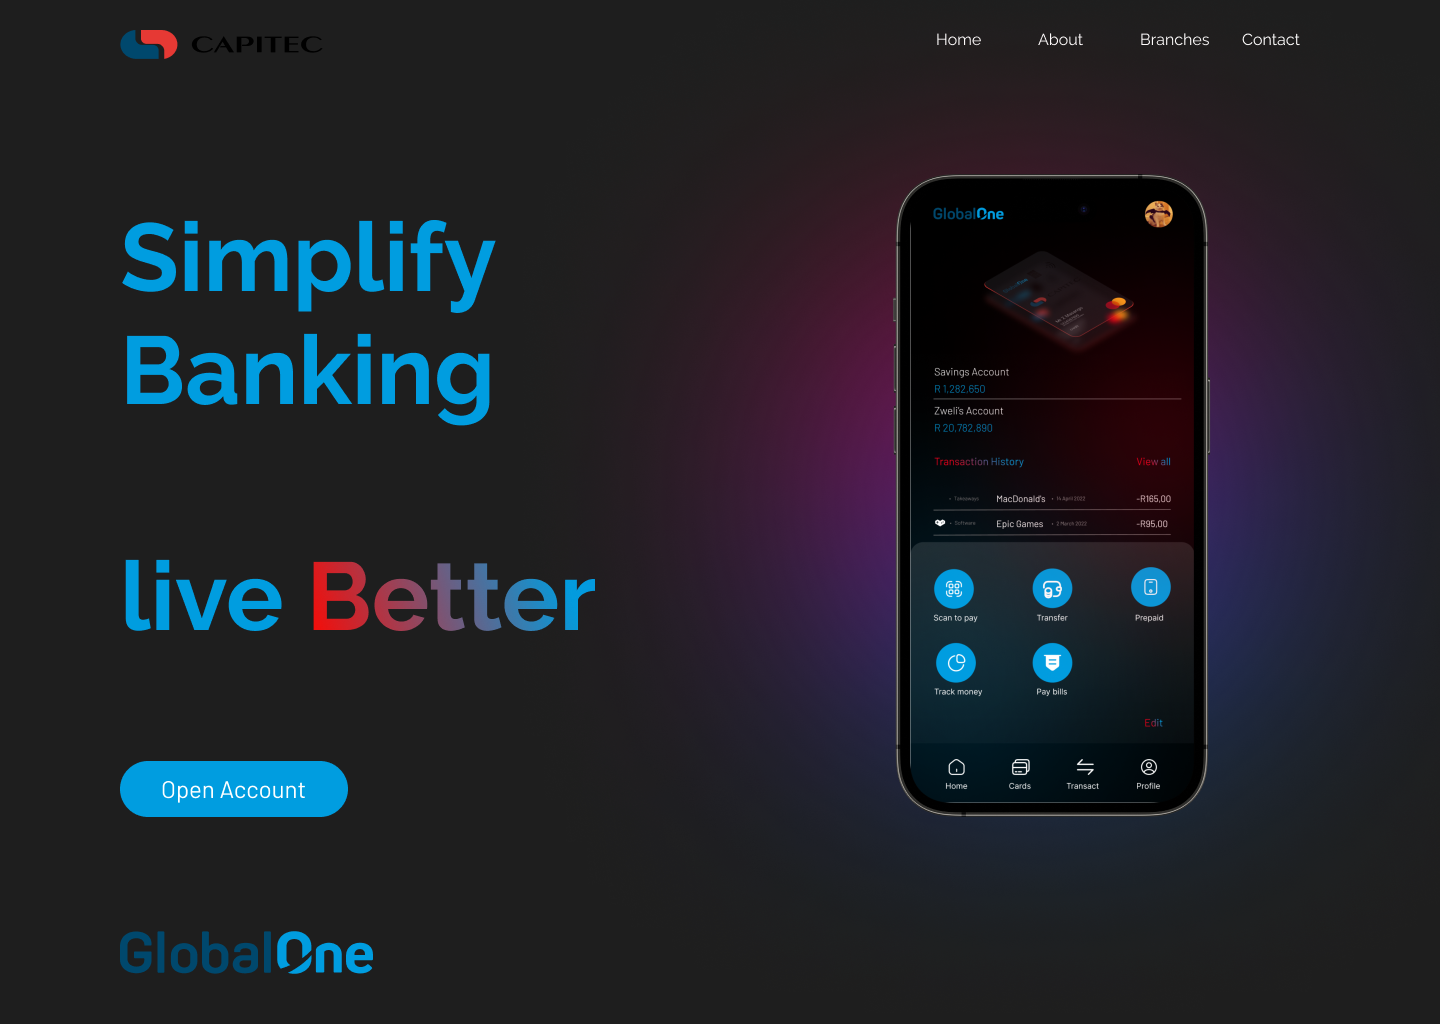 CAPITEC
Home About Branches Contact
Simplify
Banking
live Better
Open Account
GlobalOne
GlobalOne
Savings Account
R 1.282.650
Zweli's Account
R 20.782.890
Transaction History View all
• Takeaways MacDonald's • 14 April 2022 -R165,00
• Software Epic Games • 2 March 2022 -R95,00
Scan to pay Transfer Prepaid
Track money Pay bills
Edit
Home Cards Transact Profile